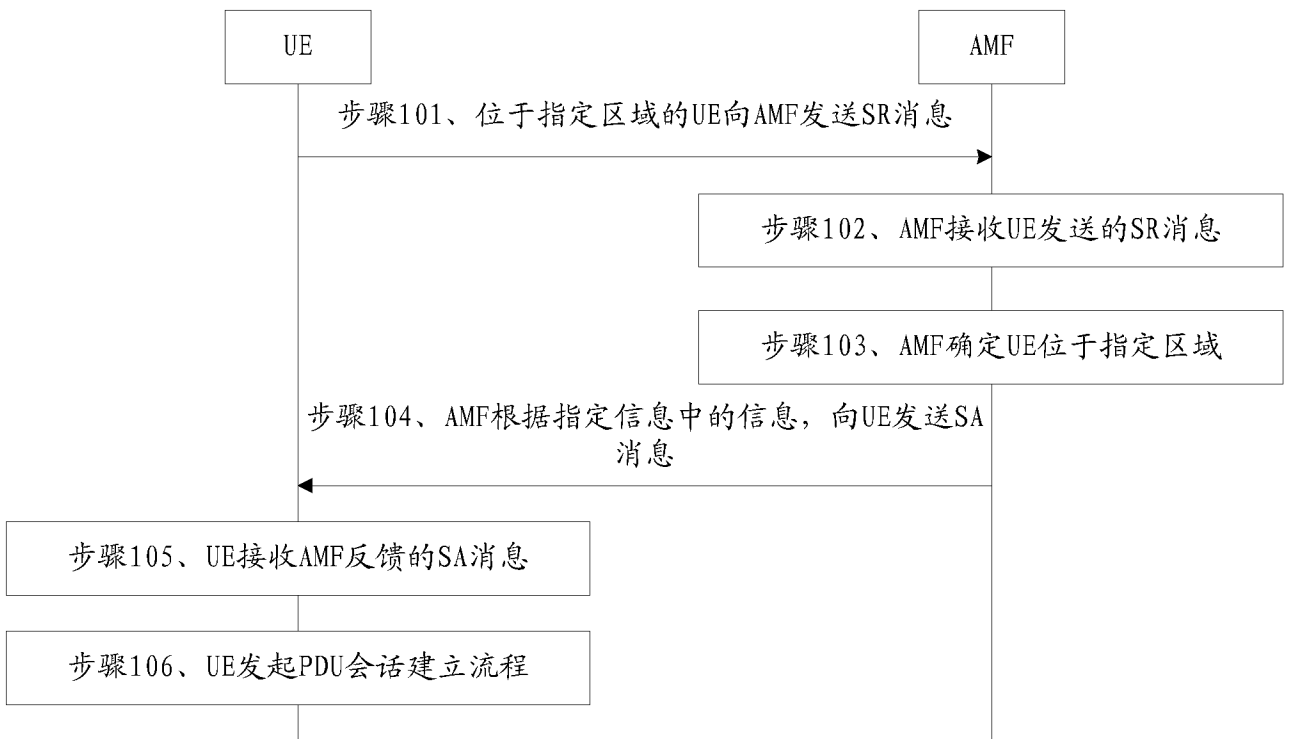 UE
AMF
步骤101、位于指定区域的UE向AMF发送SR消息
步骤102、AMF接收UE发送的SR消息
步骤103、AMF确定UE位于指定区域
步骤104、AMF根据指定信息中的信息，向UE发送SA
消息
步骤105、UE接收AMF反馈的SA消息
步骤106、UE发起PDU会话建立流程